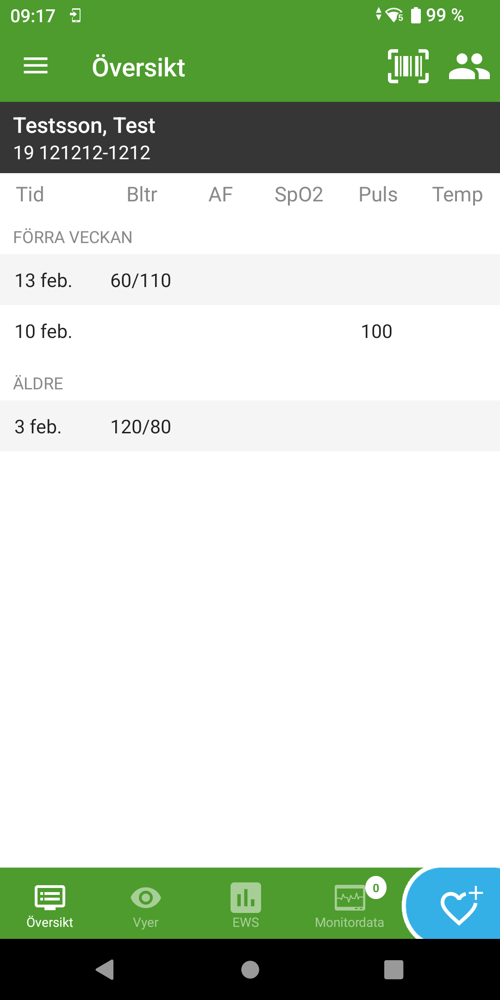 09:17 5 99 %
Översikt
Testsson, Test
19 121212-1212
Tid Bltr AF SpO2 Puls Temp
FÖRRA VECKAN
13 feb. 60/110
10 feb. 100
ÄLDRE
3 feb. 120/80
0
Översikt Vyer EWS Monitordata